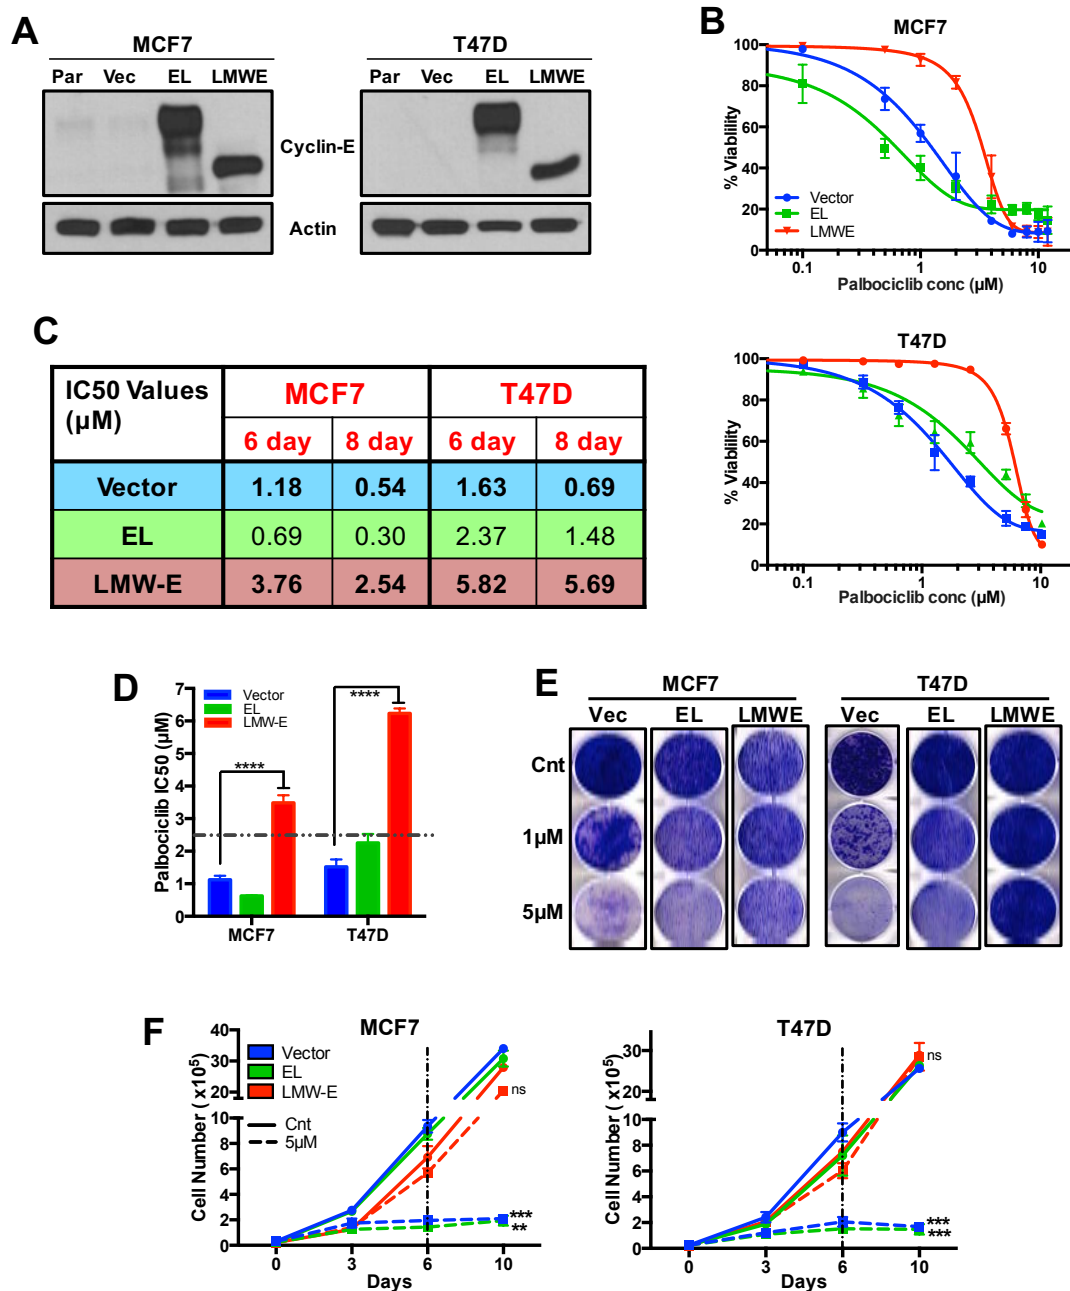 A
MCF7
Par Vec EL LMWE
Cyclin-E
Actin
T47D
Par Vec EL LMWE
B
MCF7
% Viablility
100
80
60
40
20
0
Vector
EL
LMWE
0.1 1 10
Palbociclib conc (µM)
T47D
% Viablility
100
80
60
40
20
0
0.1 1 10
Palbociclib conc (µM)
C
IC50 Values (µM)
MCF7 T47D
6 day 8 day 6 day 8 day
Vector 1.18 0.54 1.63 0.69
EL 0.69 0.30 2.37 1.48
LMW-E 3.76 2.54 5.82 5.69
D
Palbociclib IC50 (µM)
7
6
5
4
3
2
1
0
Vector
EL
LMW-E
****
****
MCF7 T47D
E
MCF7 T47D
Vec EL LMWE Vec EL LMWE
Cnt
1µM
5µM
F
MCF7
Cell Number ( x10⁵)
40
30
20
10
8
6
4
2
0
Vector
EL
LMW-E
Cnt
5µM
ns
***
**
0 3 6 10
Days
T47D
Cell Number ( x10⁵)
30
20
10
8
6
4
2
0
ns
***
***
0 3 6 10
Days